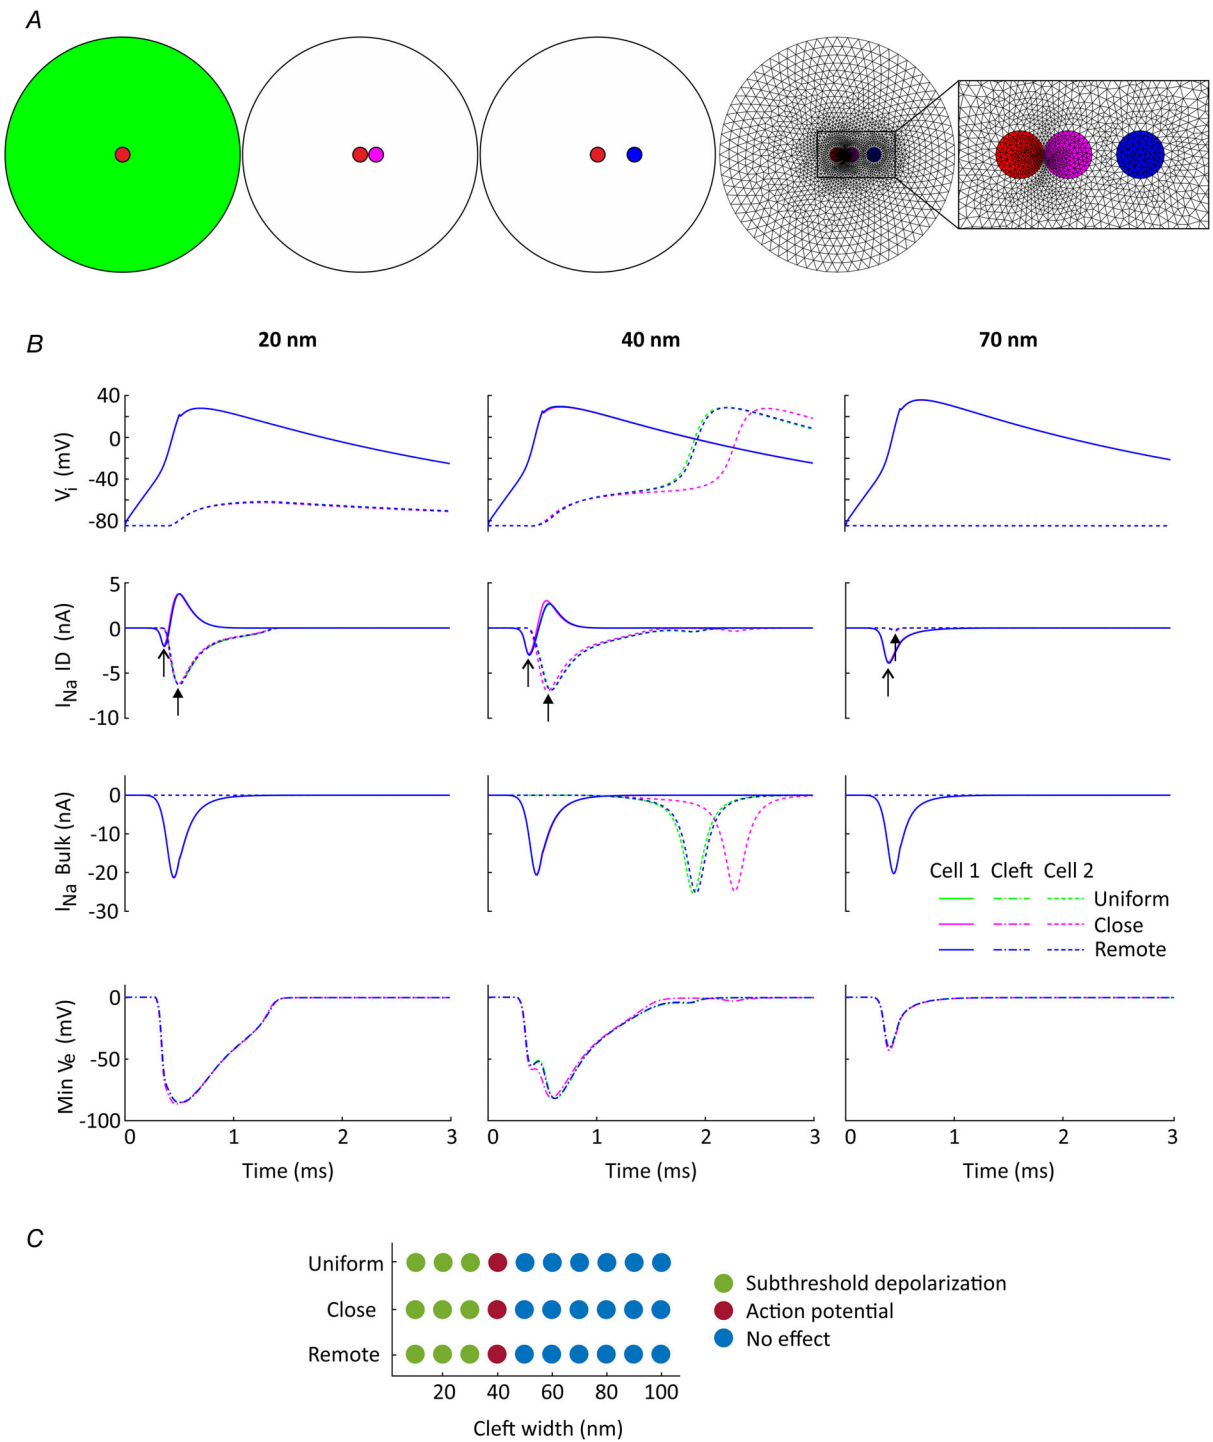 A
B
20 nm
40 nm
70 nm
Vi (mV)
40
0
-40
-80
INa ID (nA)
5
0
-5
-10
INa Bulk (nA)
0
-10
-20
-30
Cell 1 Cleft Cell 2
Uniform
Close
Remote
Min Ve (mV)
0
-50
-100
0 1 2 3
0 1 2 3
0 1 2 3
Time (ms)
Time (ms)
Time (ms)
C
Uniform
Close
Remote
20 40 60 80 100
Cleft width (nm)
Subthreshold depolarization
Action potential
No effect